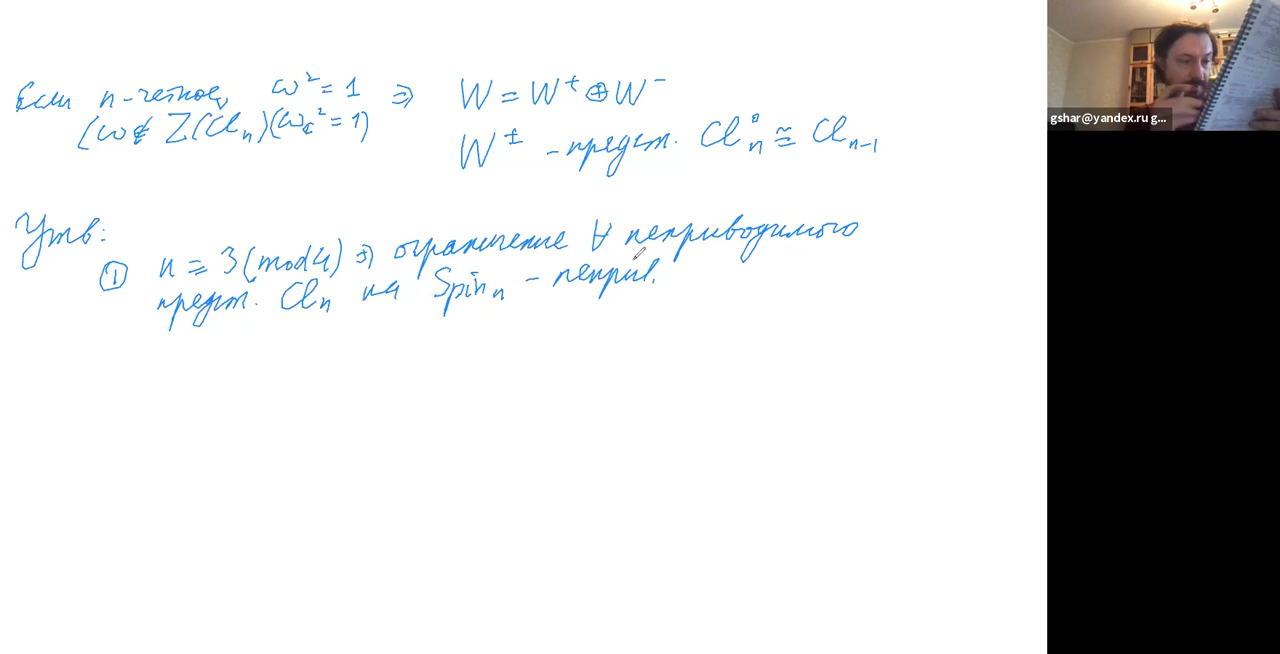 Если n-четное, ω² = 1 ⇒ W = W⁺ ⊕ W⁻
(ω ∉ Z(Cl_n)) (ω_ℂ² = 1)
W^± - предст. Cl_n^0 ≅ Cl_{n-1}
Утв:
① n ≡ 3 (mod 4) ⇒ ограничение ∀ неприводимого
предст. Cl_n на Spin_n - неприв.
gshar@yandex.ru g...